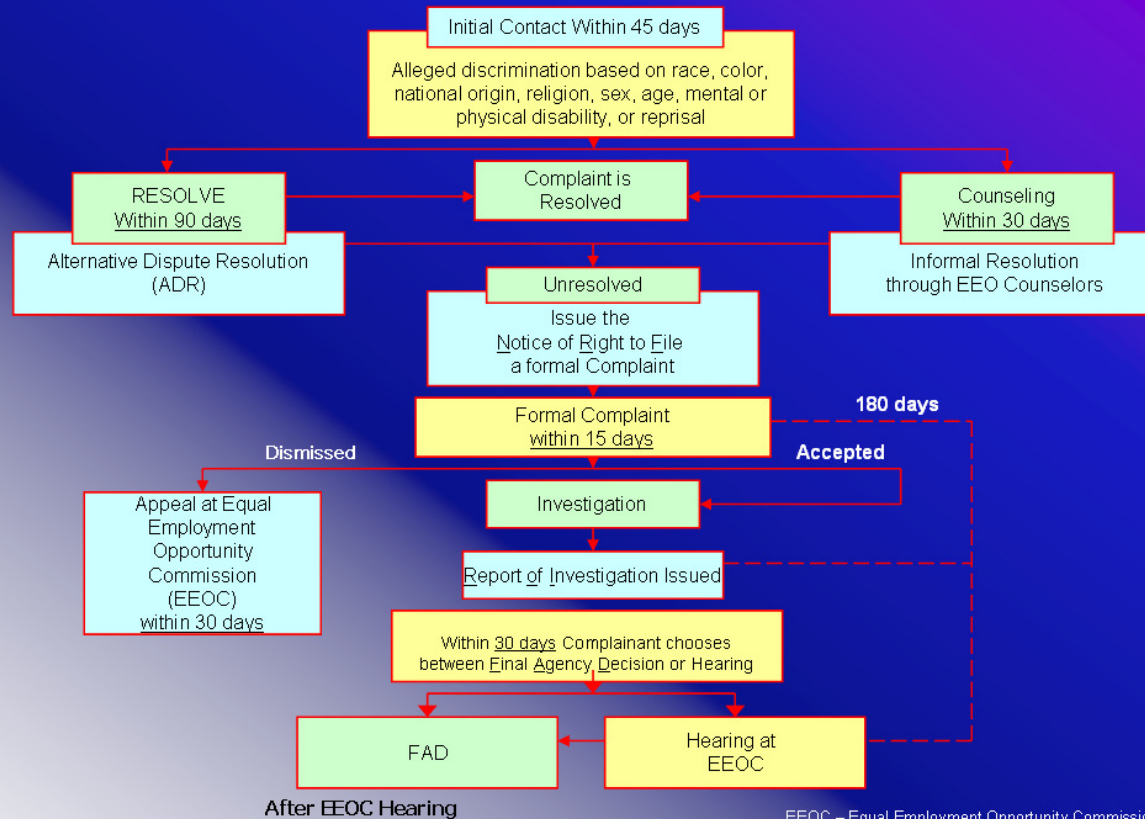 Initial Contact Within 45 days
Alleged discrimination based on race, color,
national origin, religion, sex, age, mental or
physical disability, or reprisal
RESOLVE
Within 90 days
Complaint is
Resolved
Counseling
Within 30 days
Alternative Dispute Resolution
(ADR)
Informal Resolution
through EEO Counselors
Unresolved
Issue the
Notice of Right to File
a formal Complaint
Formal Complaint
within 15 days
180 days
Dismissed
Accepted
Appeal at Equal
Employment
Opportunity
Commission
(EEOC)
within 30 days
Investigation
Report of Investigation Issued
Within 30 days Complainant chooses
between Final Agency Decision or Hearing
FAD
Hearing at
EEOC
After EEOC Hearing
EEOC – Equal Employment Opportunity